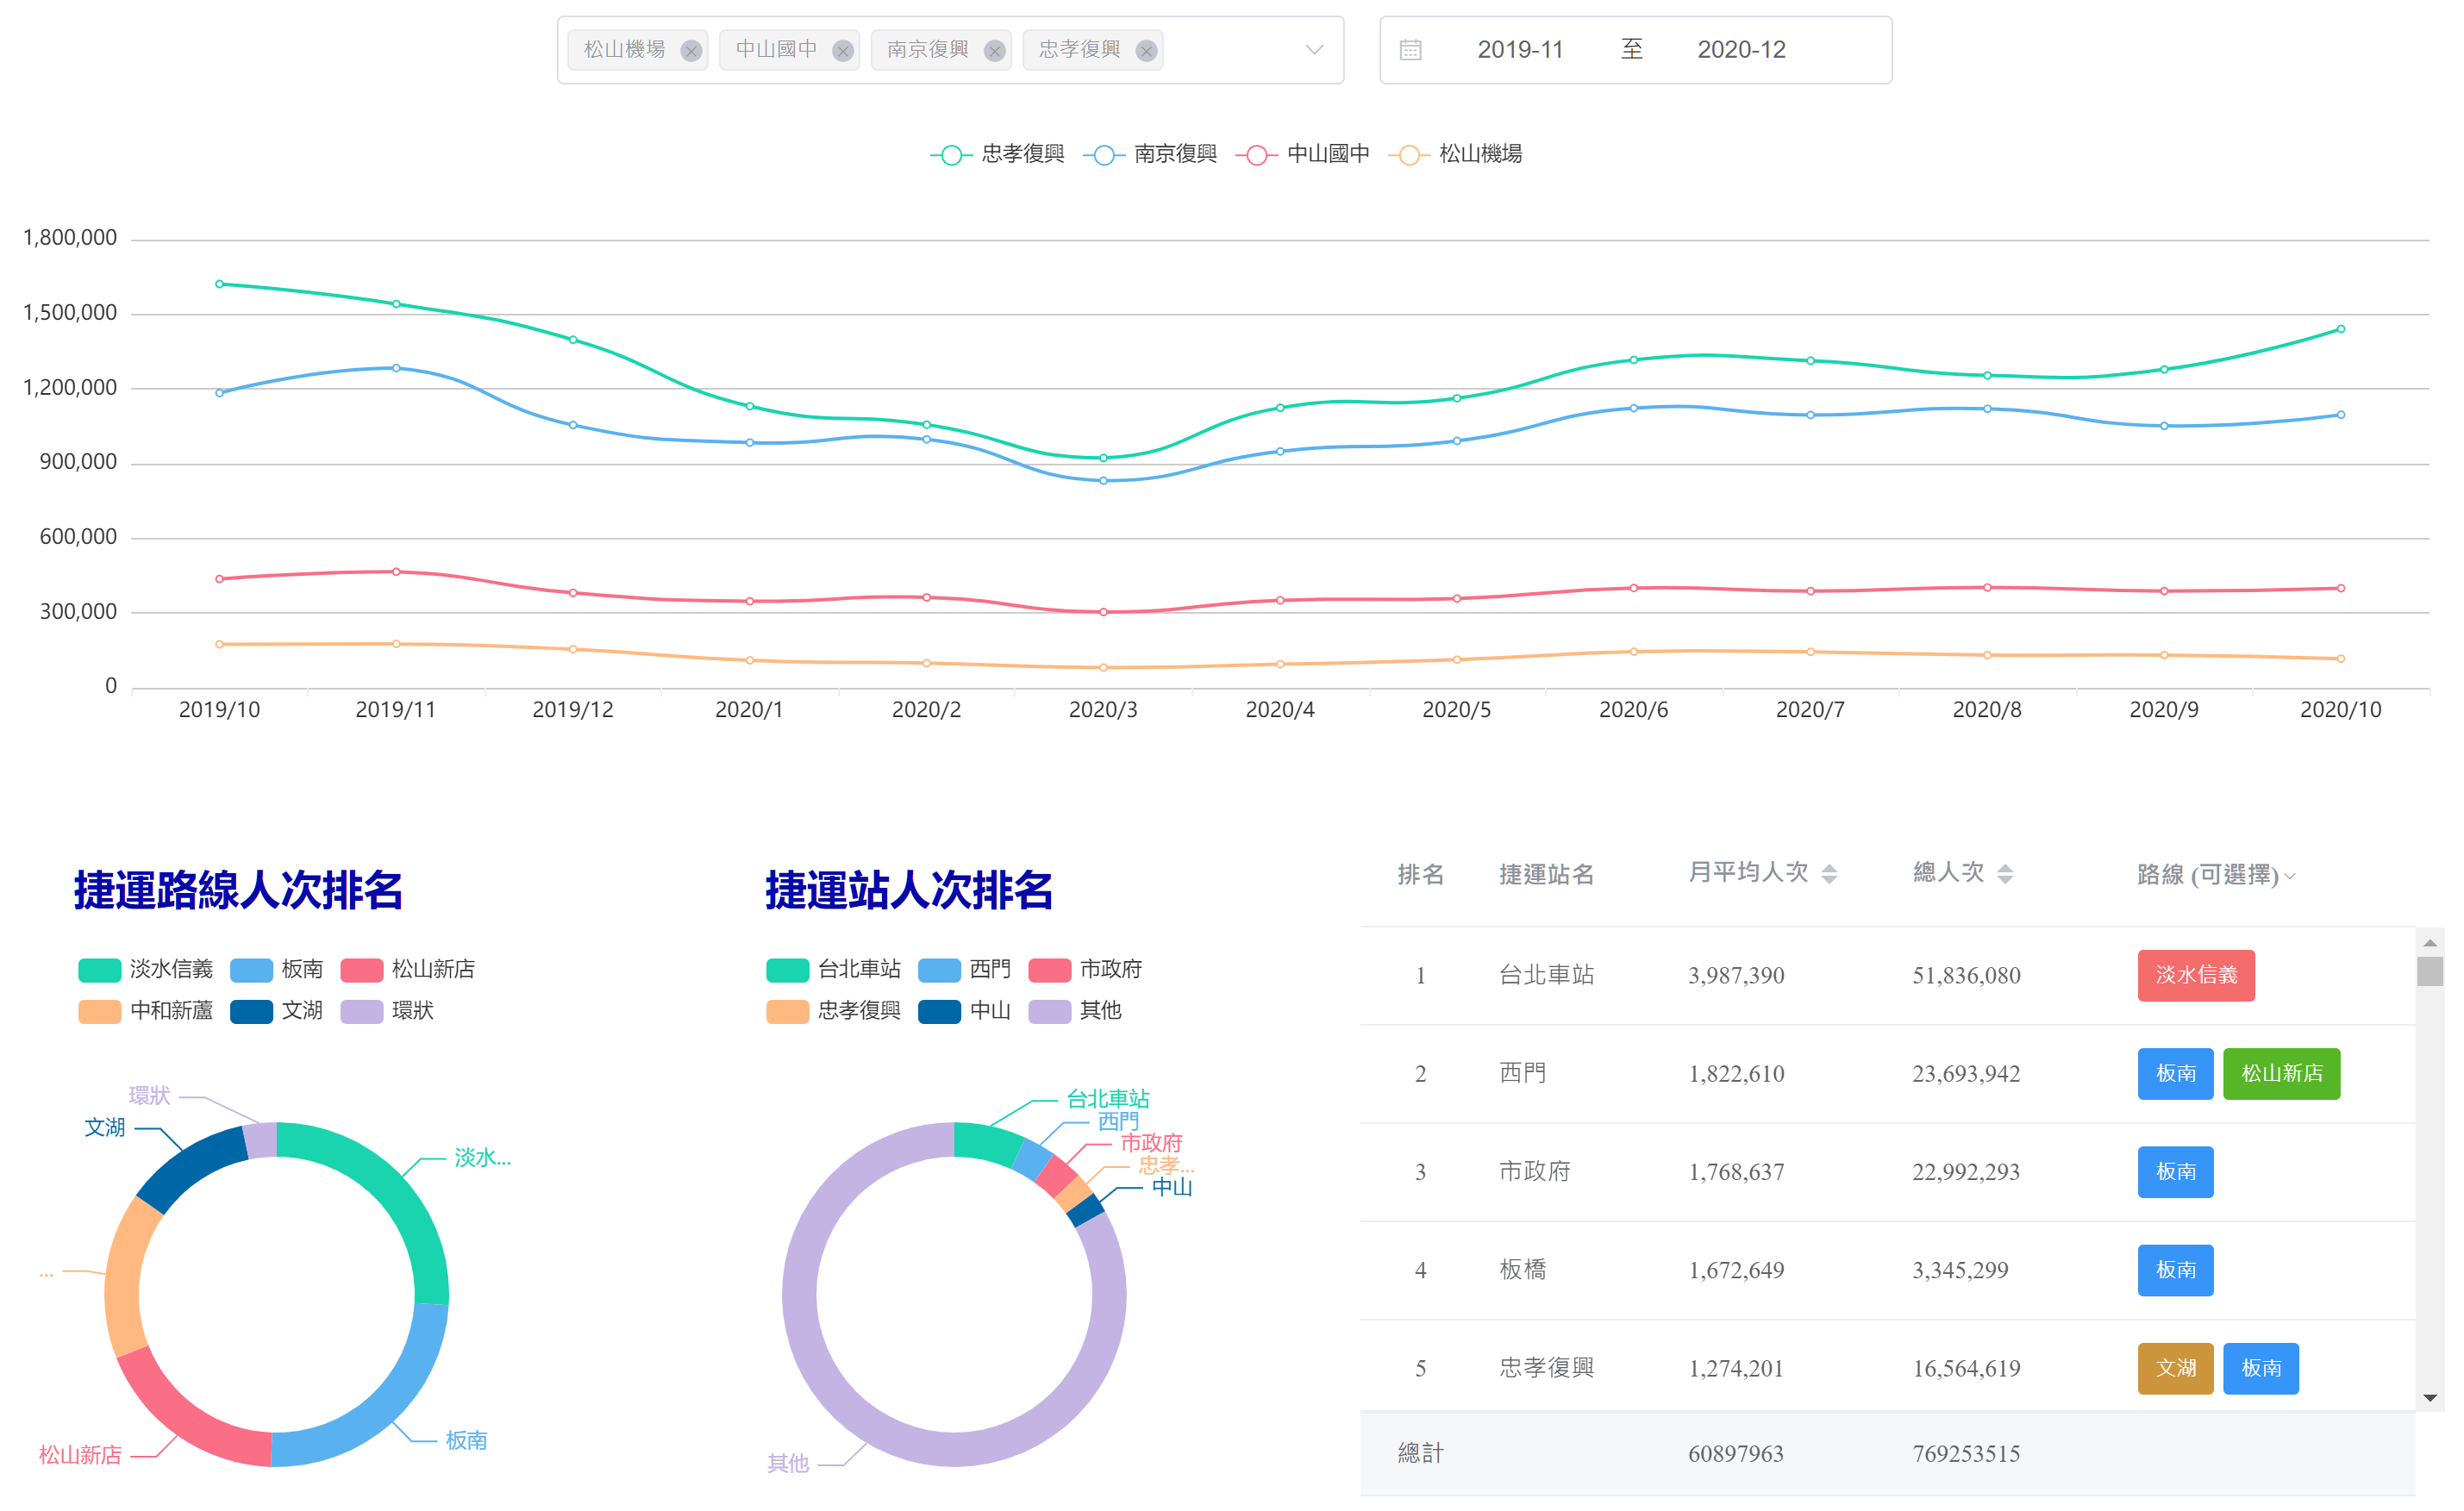 松山機場 中山國中 南京復興 忠孝復興 2019-11 至 2020-12
忠孝復興 南京復興 中山國中 松山機場
1,800,000
1,500,000
1,200,000
900,000
600,000
300,000
0
2019/10 2019/11 2019/12 2020/1 2020/2 2020/3 2020/4 2020/5 2020/6 2020/7 2020/8 2020/9 2020/10
捷運路線人次排名
淡水信義 板南 松山新店
中和新蘆 文湖 環狀
環狀
文湖
淡水...
...
松山新店
板南
捷運站人次排名
台北車站 西門 市政府
忠孝復興 中山 其他
台北車站
西門
市政府
忠孝...
中山
其他
排名 捷運站名 月平均人次 總人次 路線 (可選擇)
1 台北車站 3,987,390 51,836,080 淡水信義
2 西門 1,822,610 23,693,942 板南 松山新店
3 市政府 1,768,637 22,992,293 板南
4 板橋 1,672,649 3,345,299 板南
5 忠孝復興 1,274,201 16,564,619 文湖 板南
總計 60897963 769253515